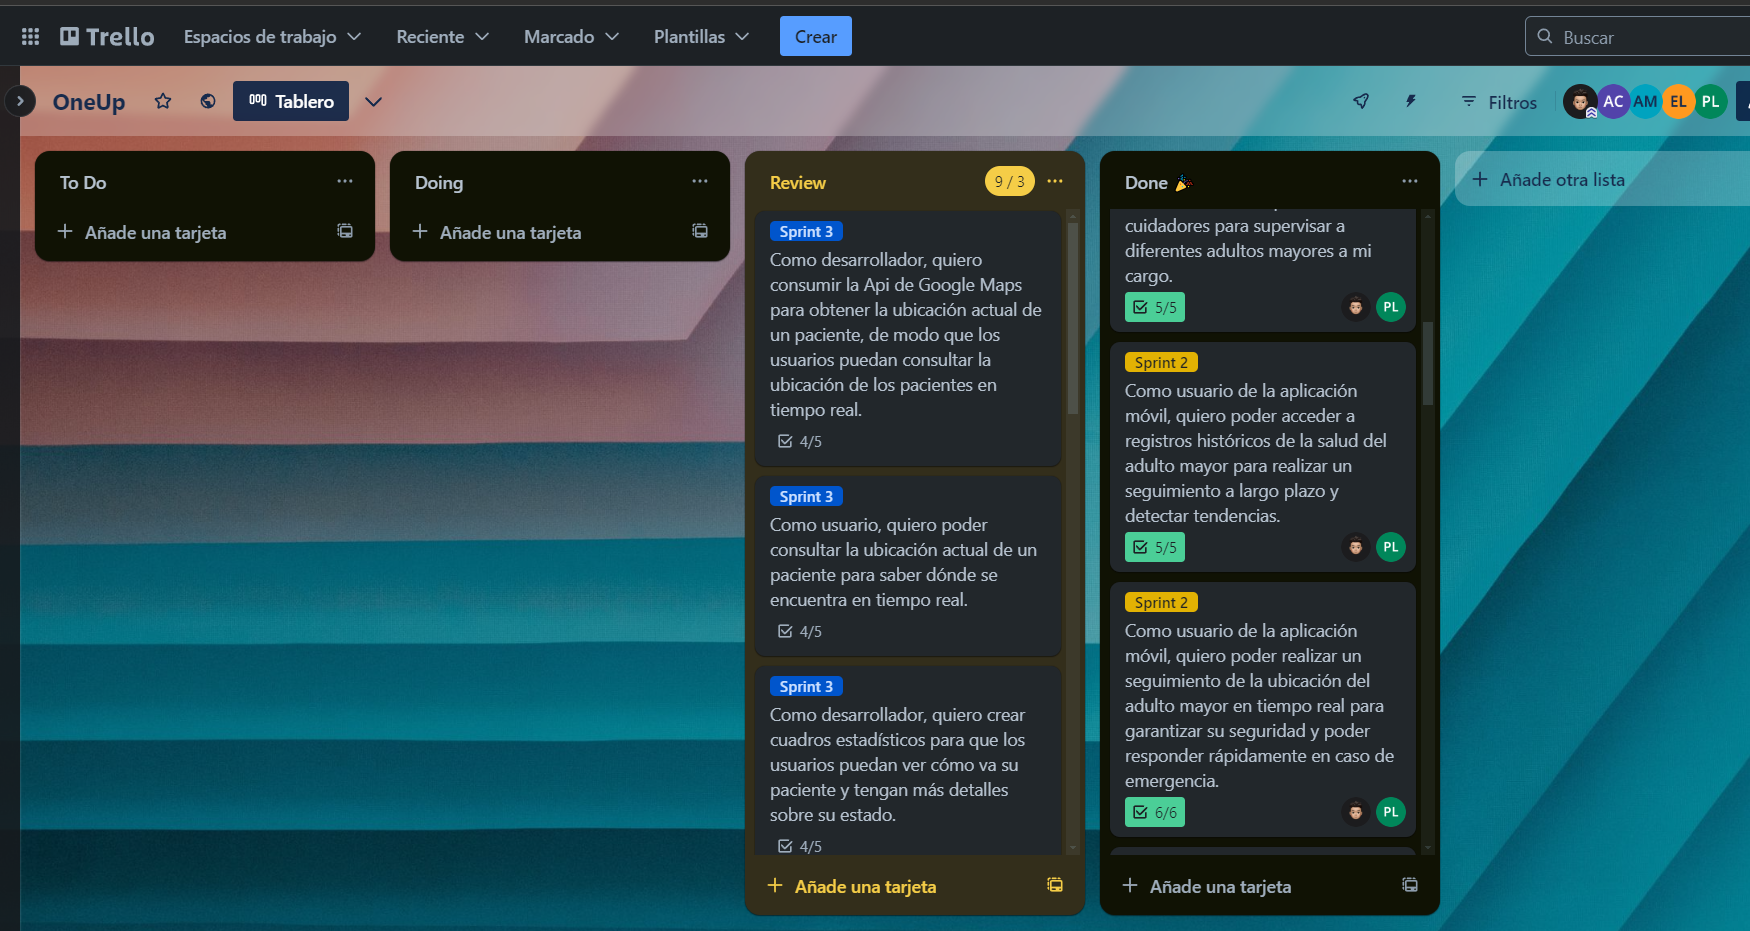 Trello
Espacios de trabajo
Reciente
Marcado
Plantillas
Crear
Buscar
OneUp
Tablero
Filtros
AC
AM
EL
PL
To Do
Añade una tarjeta
Doing
Añade una tarjeta
Review
9 / 3
Sprint 3
Como desarrollador, quiero
consumir la Api de Google Maps
para obtener la ubicación actual de
un paciente, de modo que los
usuarios puedan consultar la
ubicación de los pacientes en
tiempo real.
4/5
Sprint 3
Como usuario, quiero poder
consultar la ubicación actual de un
paciente para saber dónde se
encuentra en tiempo real.
4/5
Sprint 3
Como desarrollador, quiero crear
cuadros estadísticos para que los
usuarios puedan ver cómo va su
paciente y tengan más detalles
sobre su estado.
4/5
Añade una tarjeta
Done 🎉
cuidadores para supervisar a
diferentes adultos mayores a mi
cargo.
5/5
PL
Sprint 2
Como usuario de la aplicación
móvil, quiero poder acceder a
registros históricos de la salud del
adulto mayor para realizar un
seguimiento a largo plazo y
detectar tendencias.
5/5
PL
Sprint 2
Como usuario de la aplicación
móvil, quiero poder realizar un
seguimiento de la ubicación del
adulto mayor en tiempo real para
garantizar su seguridad y poder
responder rápidamente en caso de
emergencia.
6/6
PL
Añade una tarjeta
Añade otra lista